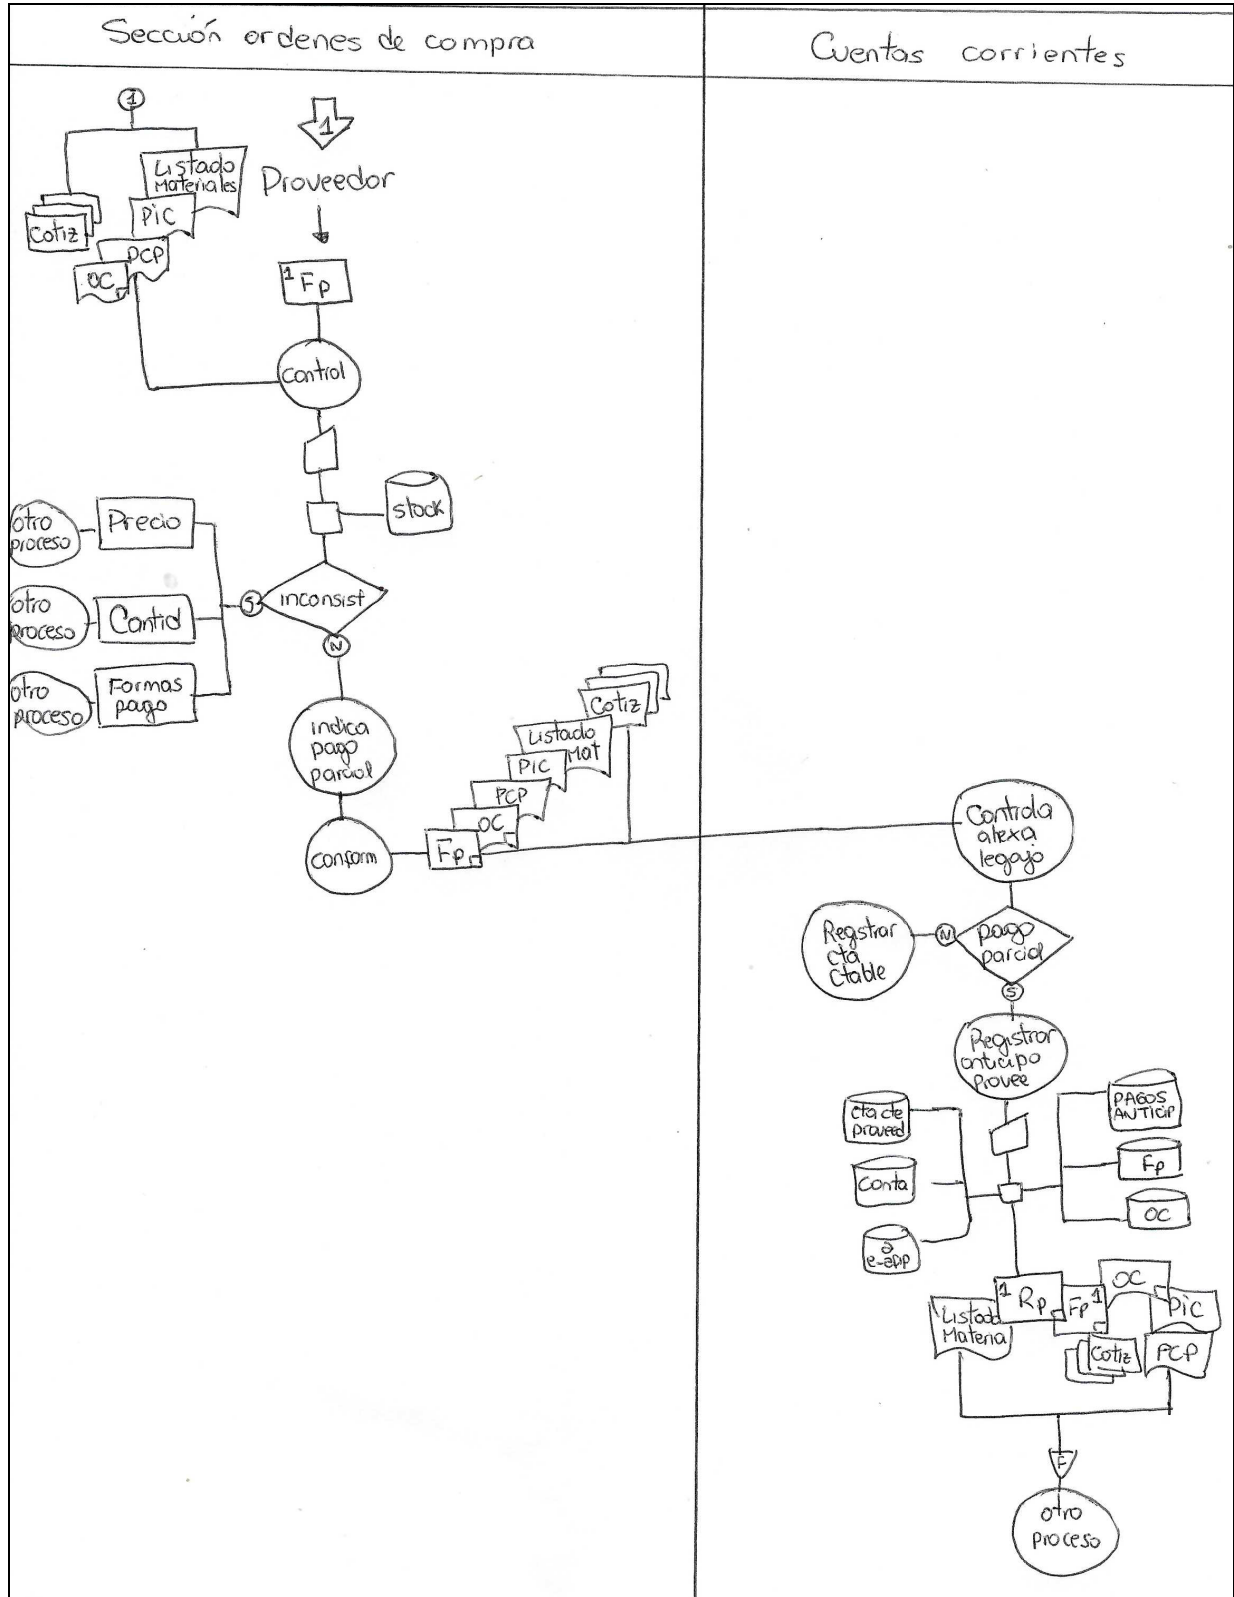 Sección ordenes de compra
Cuentas corrientes
1
1
Listado
Materiales
Proveedor
PiC
Cotiz
PCP
OC
1 Fp
Control
stock
otro
proceso
Precio
inconsist
S
otro
proceso
Cantid
N
otro
proceso
Formas
pago
indica
pago
parcial
Cotiz
Listado
Mat
PIC
PCP
OC
Fp
conform
Controla
legajo
pago
parcial
N
Registrar
cta
ctable
S
Registrar
anticipo
Provee
cta cte
proveed
PAGOS
ANTICIP
Conta
Fp
OC
OC
1 Rp
Fp 1
PiC
Listado
Materia
Cotiz
PCP
F
otro
proceso